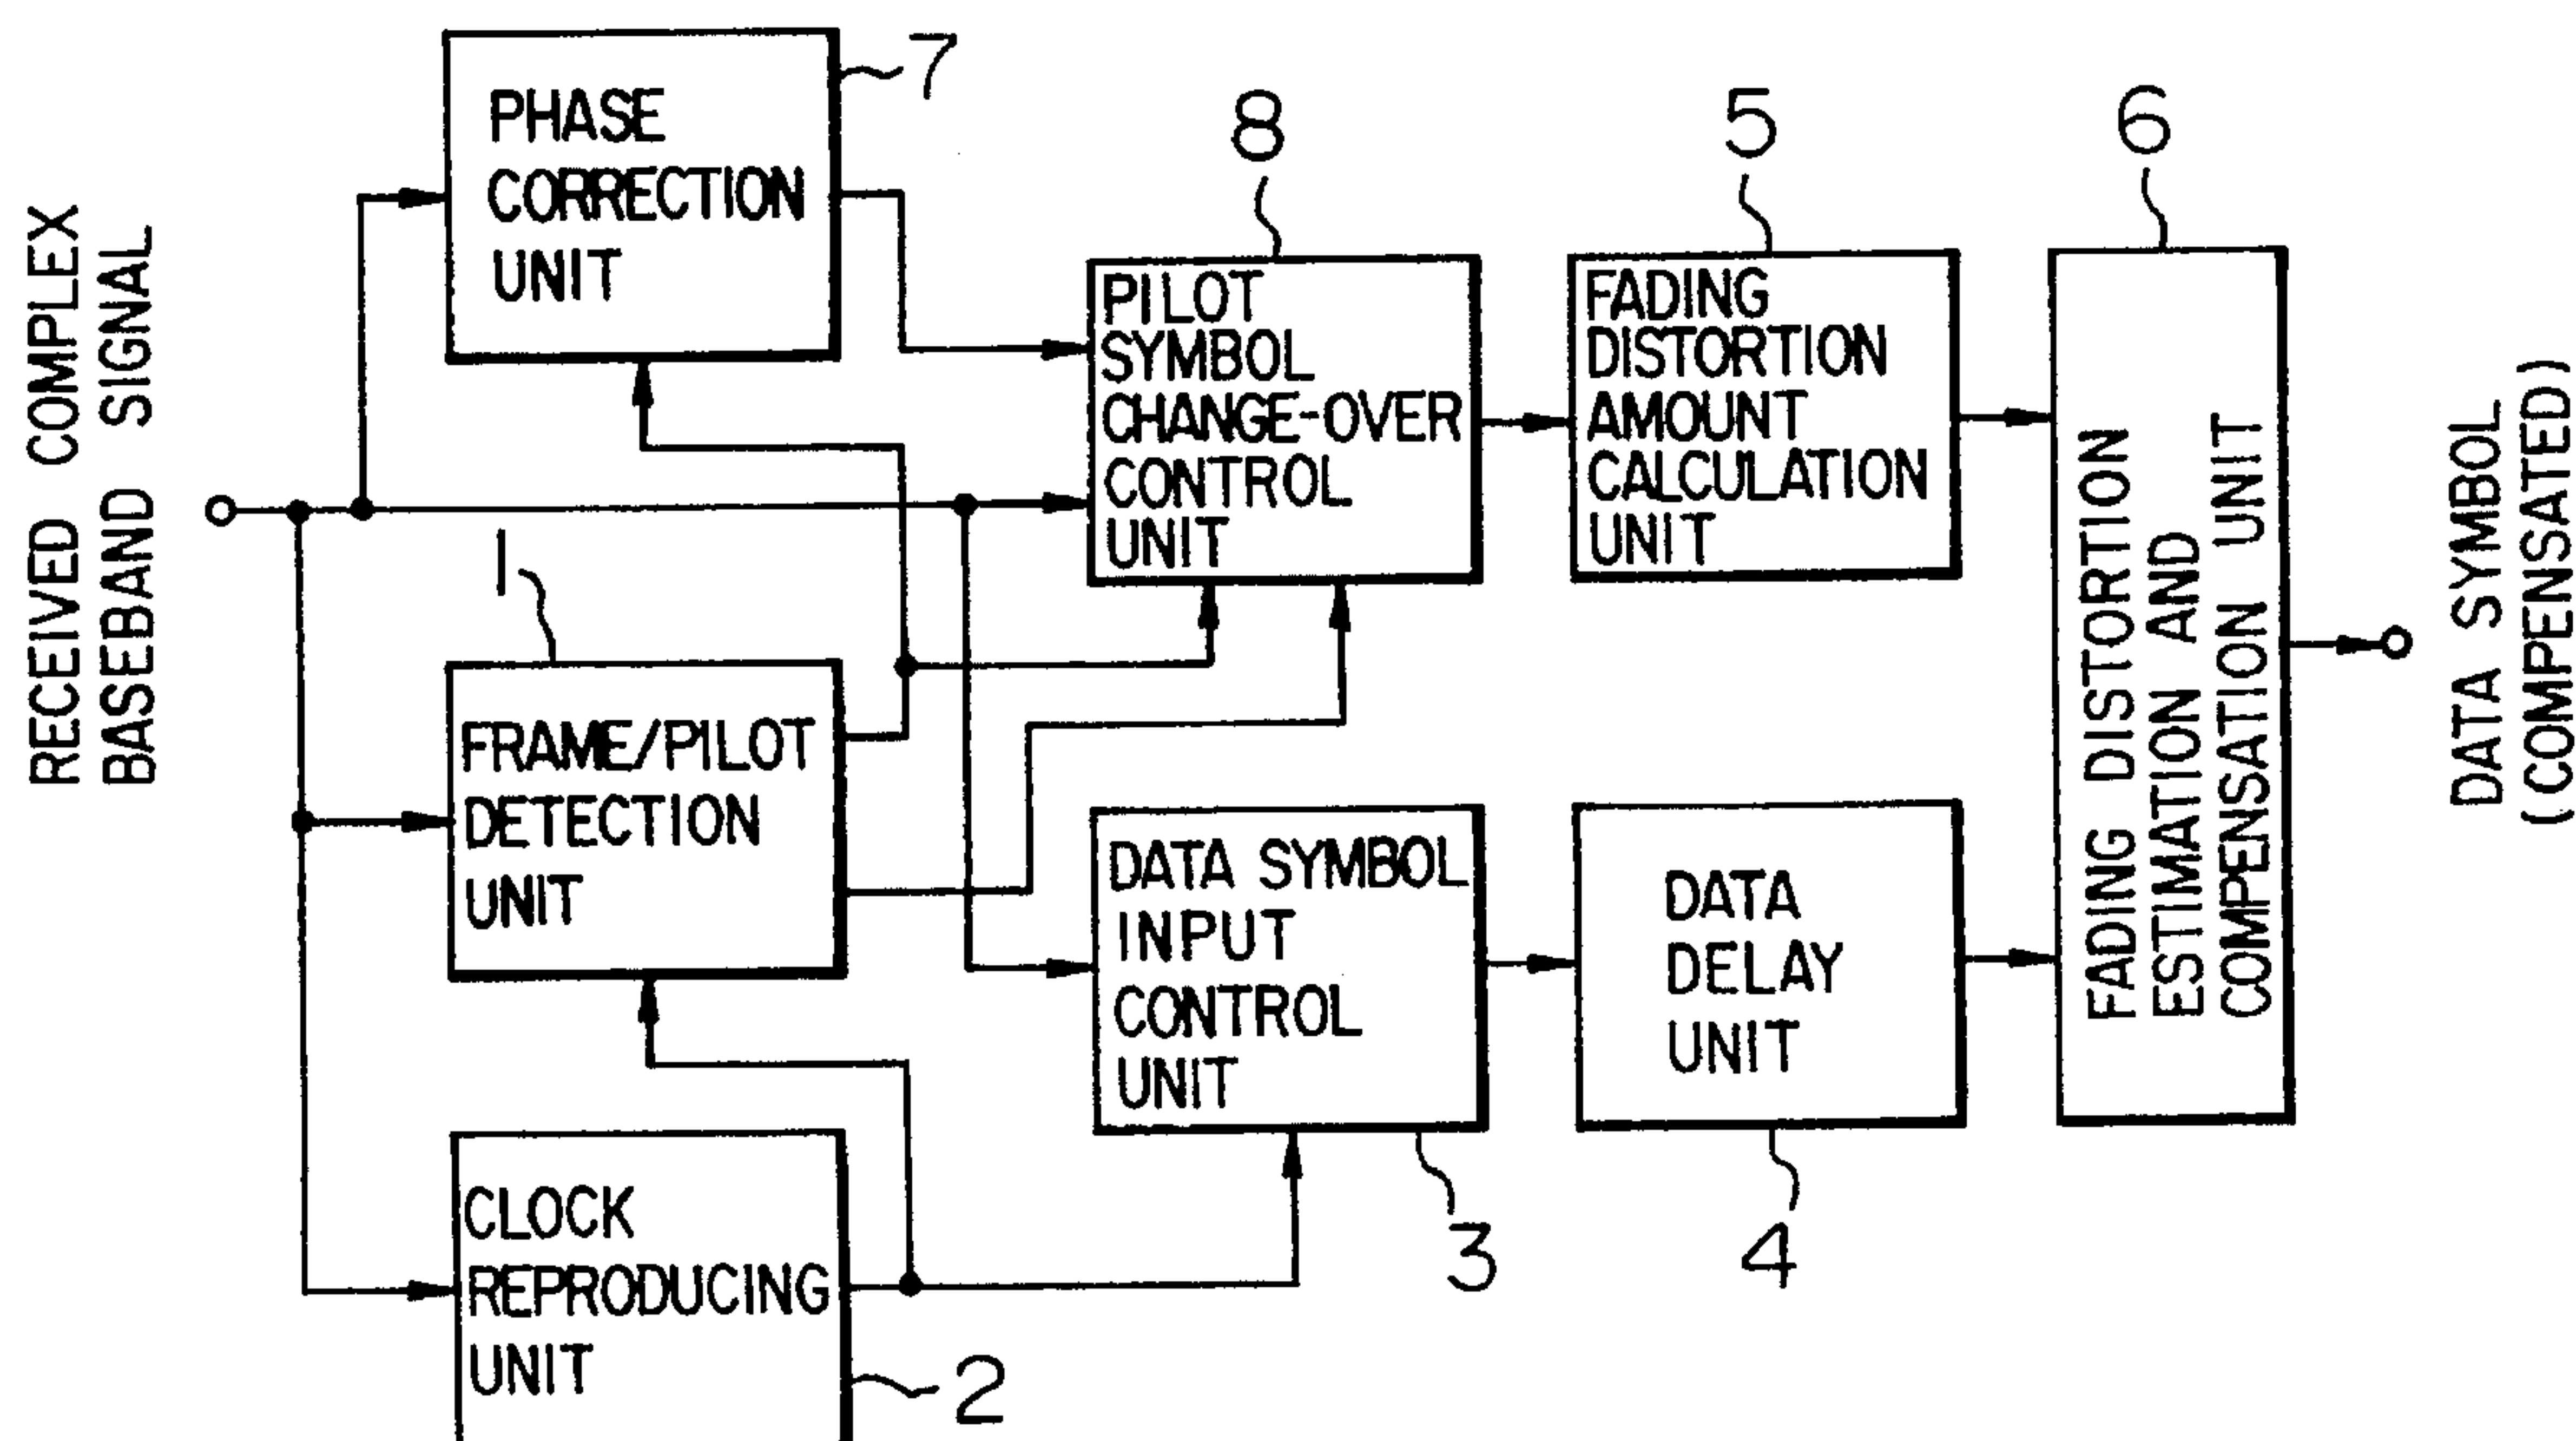 RECEIVED COMPLEX
BASEBAND SIGNAL
7
PHASE
CORRECTION
UNIT
8
PILOT
SYMBOL
CHANGE-OVER
CONTROL
UNIT
5
FADING
DISTORTION
AMOUNT
CALCULATION
UNIT
6
FADING DISTORTION
ESTIMATION AND
COMPENSATION UNIT
DATA SYMBOL
(COMPENSATED)
1
FRAME/PILOT
DETECTION
UNIT
DATA SYMBOL
INPUT
CONTROL
UNIT
3
DATA
DELAY
UNIT
4
CLOCK
REPRODUCING
UNIT
2